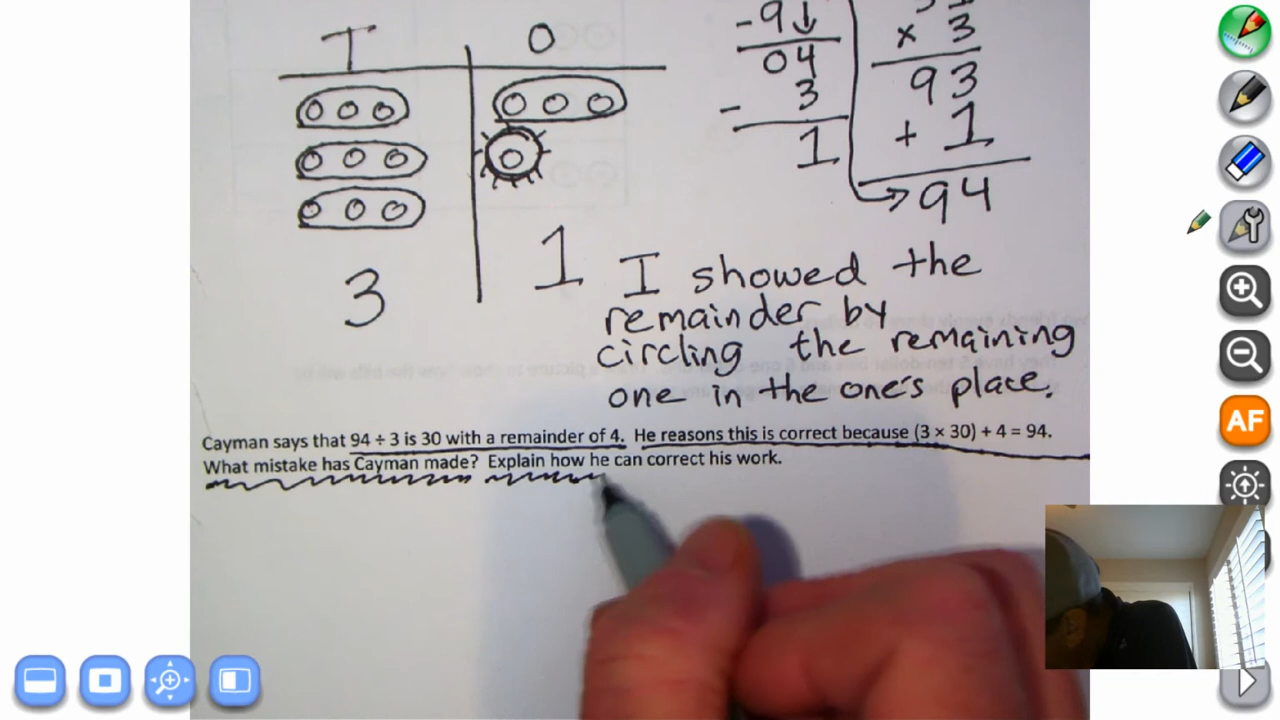 T O
3 1
- 9
04
- 3
1
x 3
93
+ 1
94
I showed the
remainder by
circling the remaining
one in the one's place.
Cayman says that 94 ÷ 3 is 30 with a remainder of 4. He reasons this is correct because (3 × 30) + 4 = 94.
What mistake has Cayman made? Explain how he can correct his work.
AF